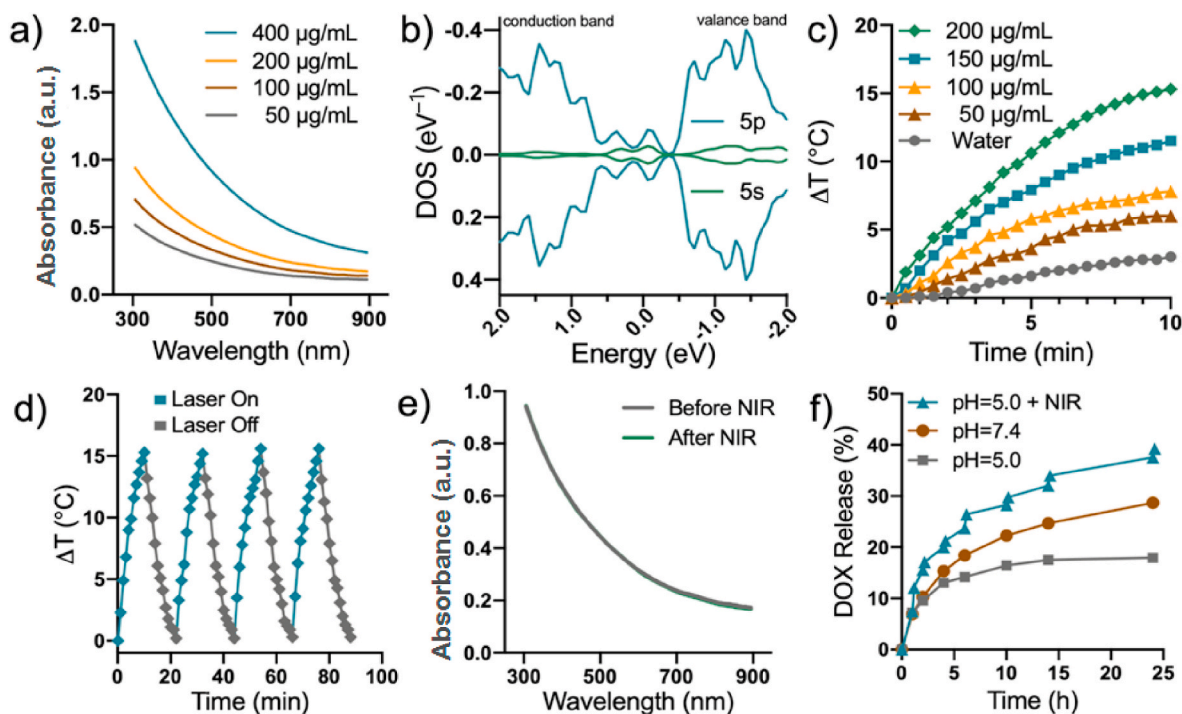 a)
2.0
1.5
1.0
0.5
0.0
300
500
700
900
Absorbance (a.u.)
Wavelength (nm)
400 µg/mL
200 µg/mL
100 µg/mL
50 µg/mL
b)
conduction band
valance band
-0.4
-0.2
0.0
0.2
0.4
DOS (eV⁻¹)
5p
5s
2.0
1.0
0.0
-1.0
-2.0
Energy (eV)
c)
200 µg/mL
150 µg/mL
100 µg/mL
50 µg/mL
Water
20
15
10
5
0
ΔT (°C)
0
5
10
Time (min)
d)
Laser On
Laser Off
20
15
10
5
0
ΔT (°C)
0
20
40
60
80
100
Time (min)
e)
Before NIR
After NIR
1.0
0.8
0.6
0.4
0.2
0.0
Absorbance (a.u.)
300
500
700
900
Wavelength (nm)
f)
pH=5.0 + NIR
pH=7.4
pH=5.0
50
40
30
20
10
0
DOX Release (%)
0
5
10
15
20
25
Time (h)